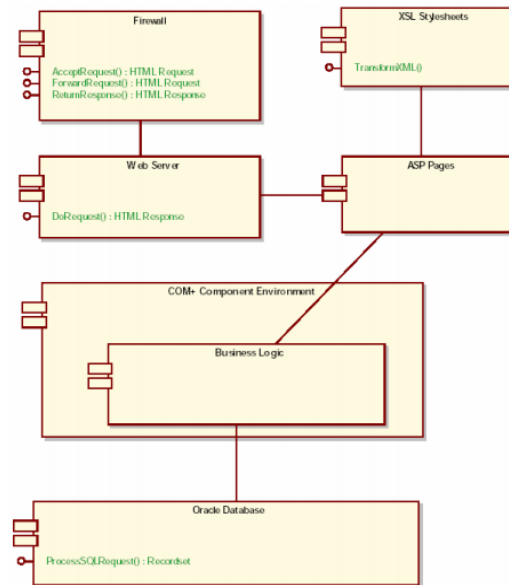 Firewall
AcceptRequest() : HTML Request
ForwardRequest() : HTML Request
ReturnResponse() : HTML Response
XSL Stylesheets
TransformXML()
Web Server
DoRequest() : HTML Response
ASP Pages
COM+ Component Environment
Business Logic
Oracle Database
ProcessSQLRequest() : Recordset